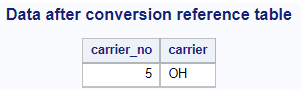 Data after conversion reference table
carrier_no carrier
5 OH